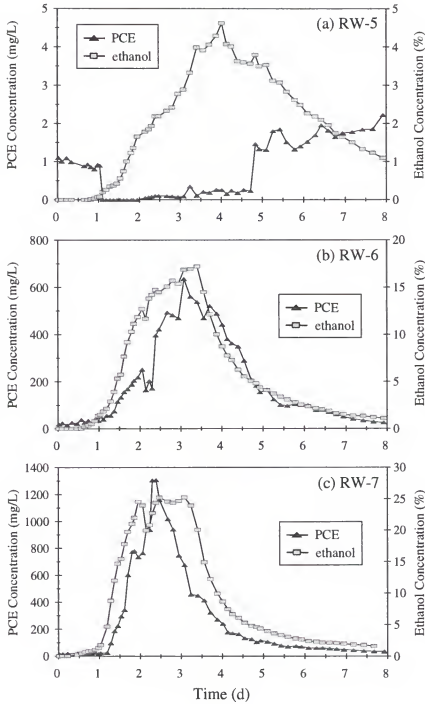 (a) RW-5
PCE
ethanol
PCE Concentration (mg/L)
Ethanol Concentration (%)
5
4
3
2
1
0
5
4
3
2
1
0
0 1 2 3 4 5 6 7 8
(b) RW-6
PCE
ethanol
PCE Concentration (mg/L)
Ethanol Concentration (%)
800
600
400
200
0
20
15
10
5
0
0 1 2 3 4 5 6 7 8
(c) RW-7
PCE
ethanol
PCE Concentration (mg/L)
Ethanol Concentration (%)
1400
1200
1000
800
600
400
200
0
30
25
20
15
10
5
0
0 1 2 3 4 5 6 7 8
Time (d)